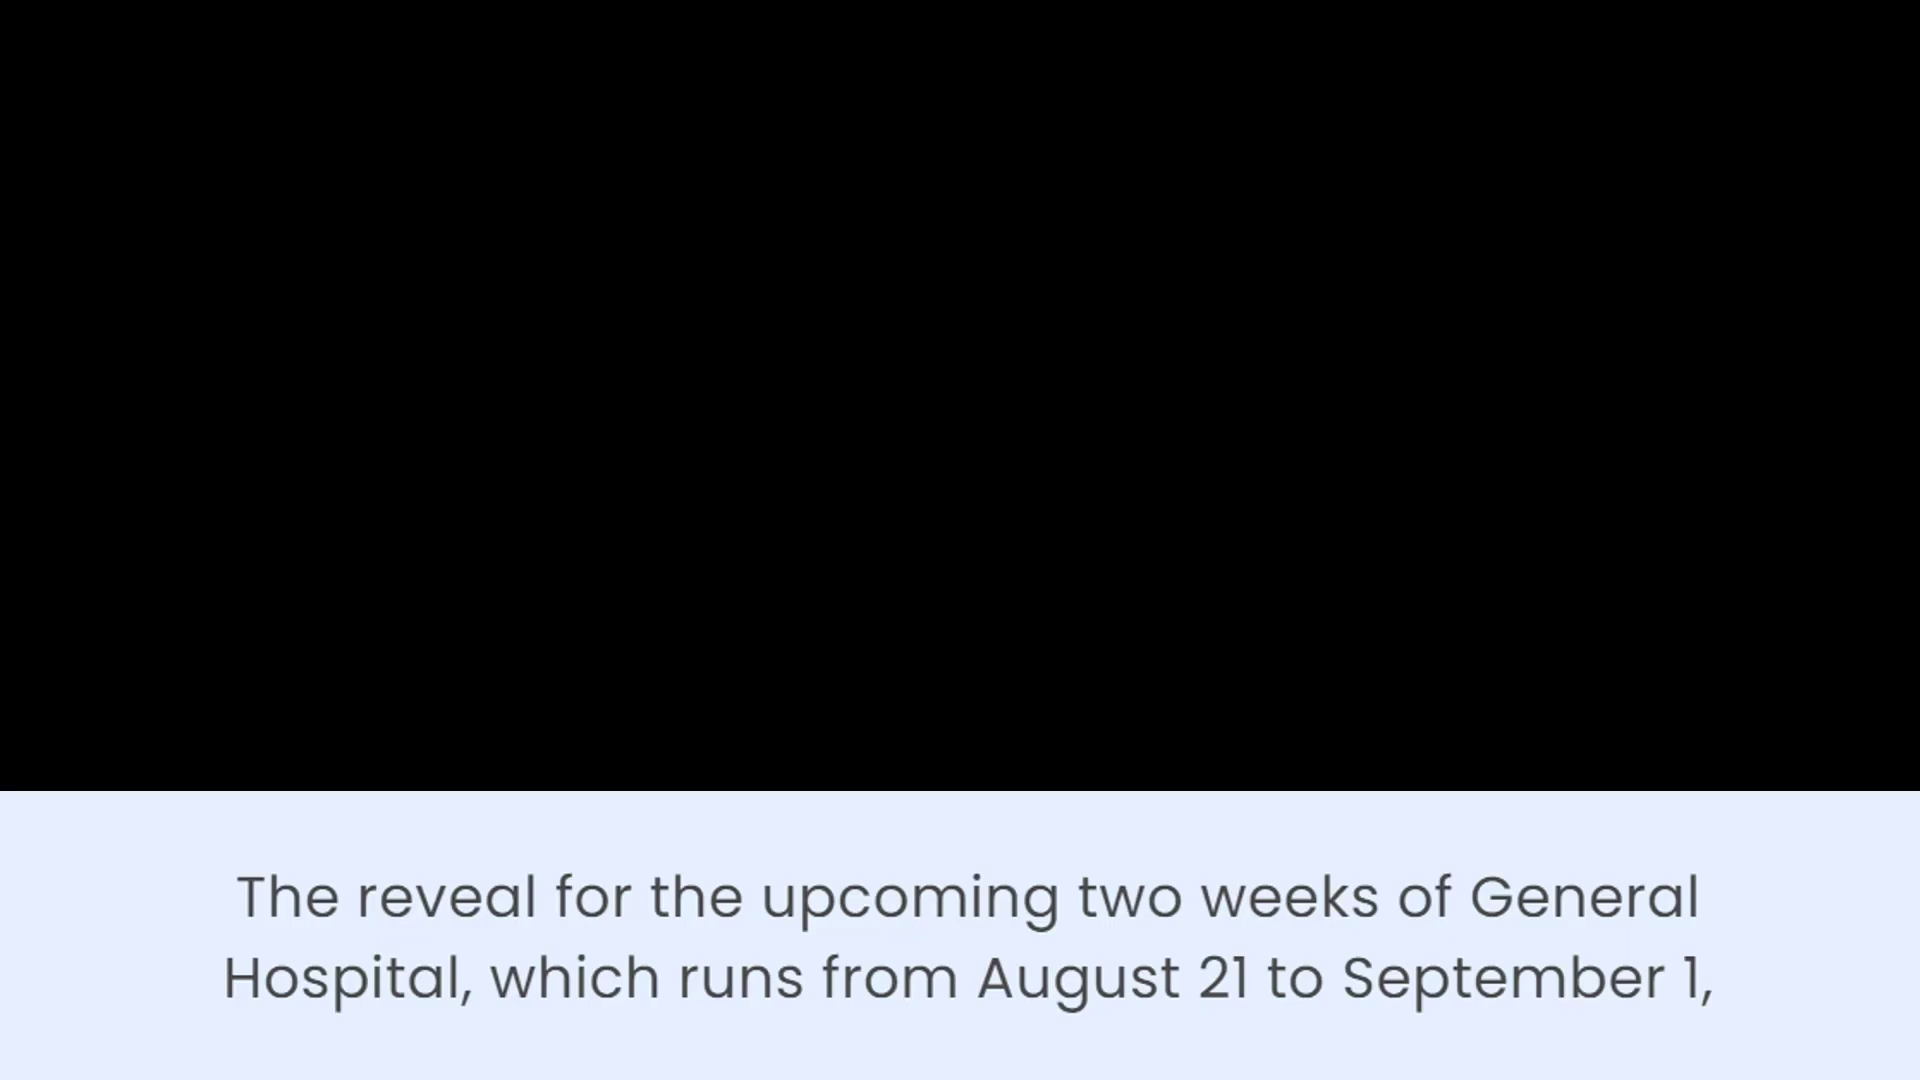 The reveal for the upcoming two weeks of General
Hospital, which runs from August 21 to September 1,